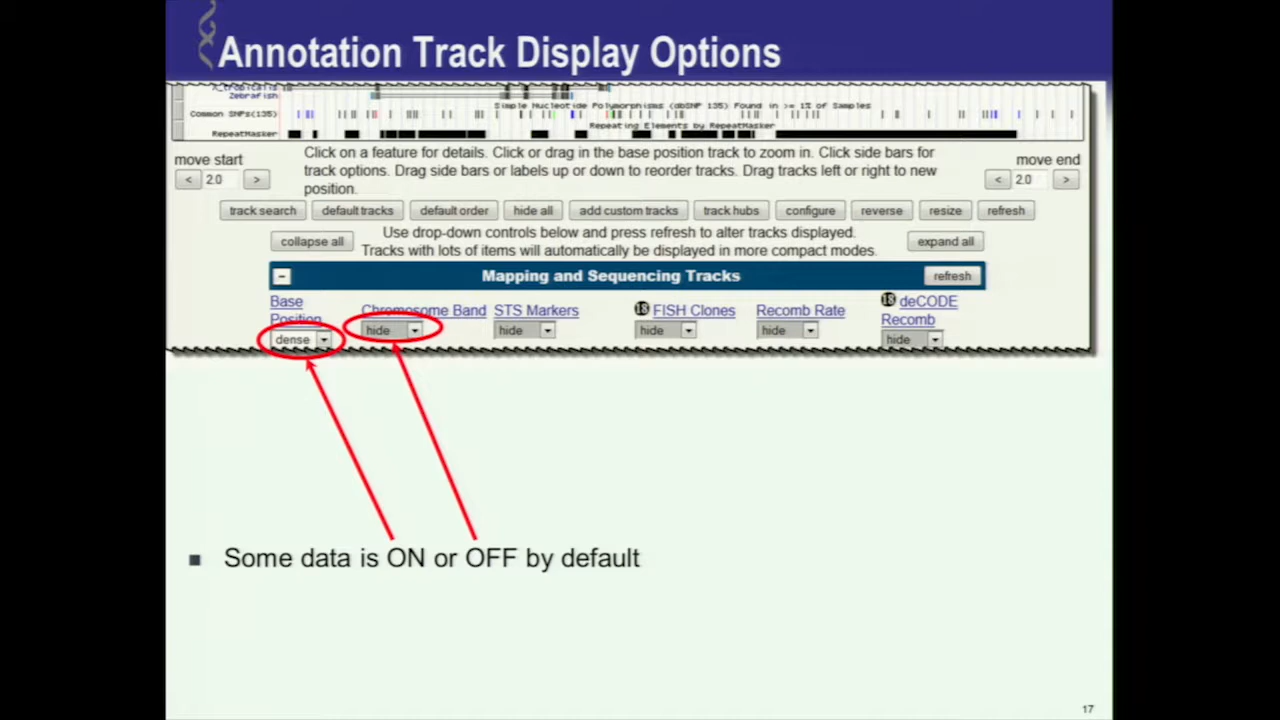 Annotation Track Display Options
X_tropicalis
Zebrafish
Simple Nucleotide Polymorphisms (dbSNP 135) Found in >= 1% of Samples
Common SNPs(135)
Repeating Elements by RepeatMasker
RepeatMasker
move start
Click on a feature for details. Click or drag in the base position track to zoom in. Click side bars for
track options. Drag side bars or labels up or down to reorder tracks. Drag tracks left or right to new
position.
move end
< 2.0 >
< 2.0 >
track search default tracks default order hide all add custom tracks track hubs configure reverse resize refresh
collapse all
Use drop-down controls below and press refresh to alter tracks displayed.
Tracks with lots of items will automatically be displayed in more compact modes.
expand all
- Mapping and Sequencing Tracks refresh
Base
Position
dense
Chromosome Band
hide
STS Markers
hide
18 FISH Clones
hide
Recomb Rate
hide
18 deCODE
Recomb
hide
Some data is ON or OFF by default
17